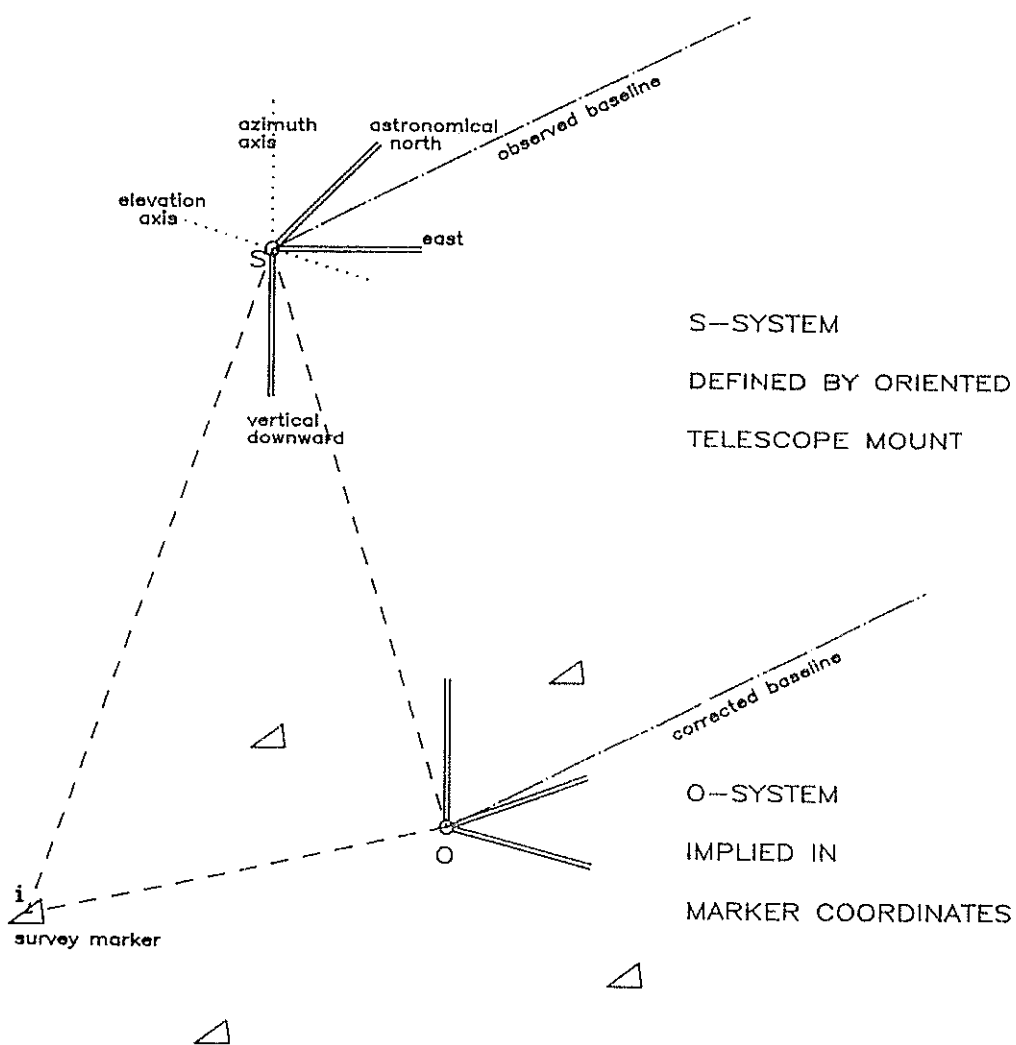 azimuth
axis
astronomical
north
observed baseline
elevation
axis
east
S
vertical
downward
S-SYSTEM
DEFINED BY ORIENTED
TELESCOPE MOUNT
corrected baseline
O-SYSTEM
IMPLIED IN
MARKER COORDINATES
O
i
survey marker